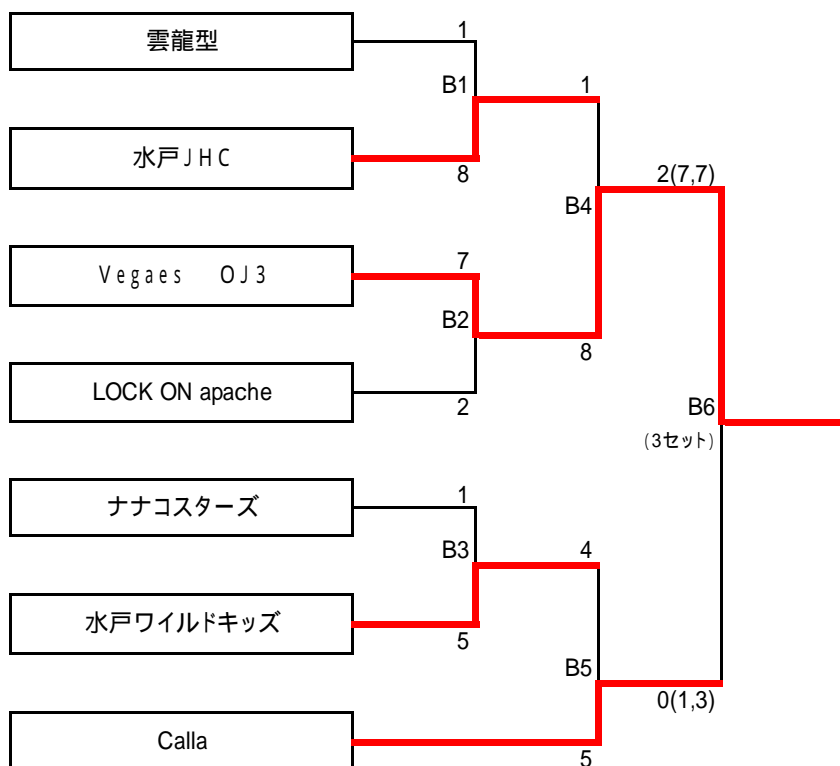 雲龍型
1
B1
1
水戸JHC
8
2(7,7)
B4
Vegaes OJ3
7
B2
8
LOCK ON apache
2
B6
(3セット)
ナナコスターズ
1
B3
4
水戸ワイルドキッズ
5
B5
0(1,3)
Calla
5